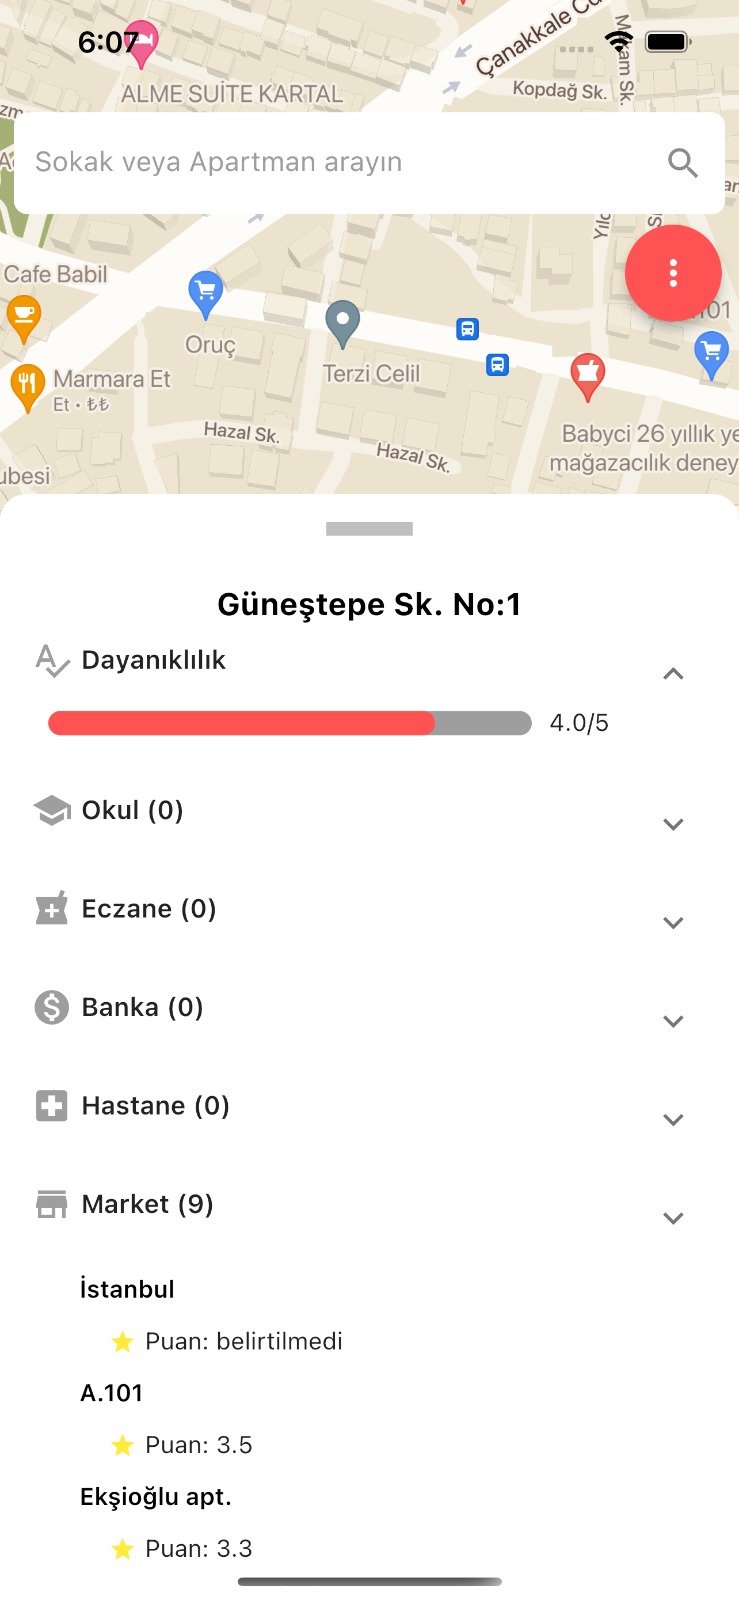 6:07
Çanakkale
ALME SUİTE KARTAL
Kopdağ Sk.
Sokak veya Apartman arayın
Cafe Babil
Oruç
Terzi Celil
Marmara Et
Et • ₺₺
Hazal Sk.
Hazal Sk.
Babyci 26 yıllık
mağazacılık
Güneştepe Sk. No:1
Dayanıklılık
4.0/5
Okul (0)
Eczane (0)
Banka (0)
Hastane (0)
Market (9)
İstanbul
Puan: belirtilmedi
A.101
Puan: 3.5
Ekşioğlu apt.
Puan: 3.3